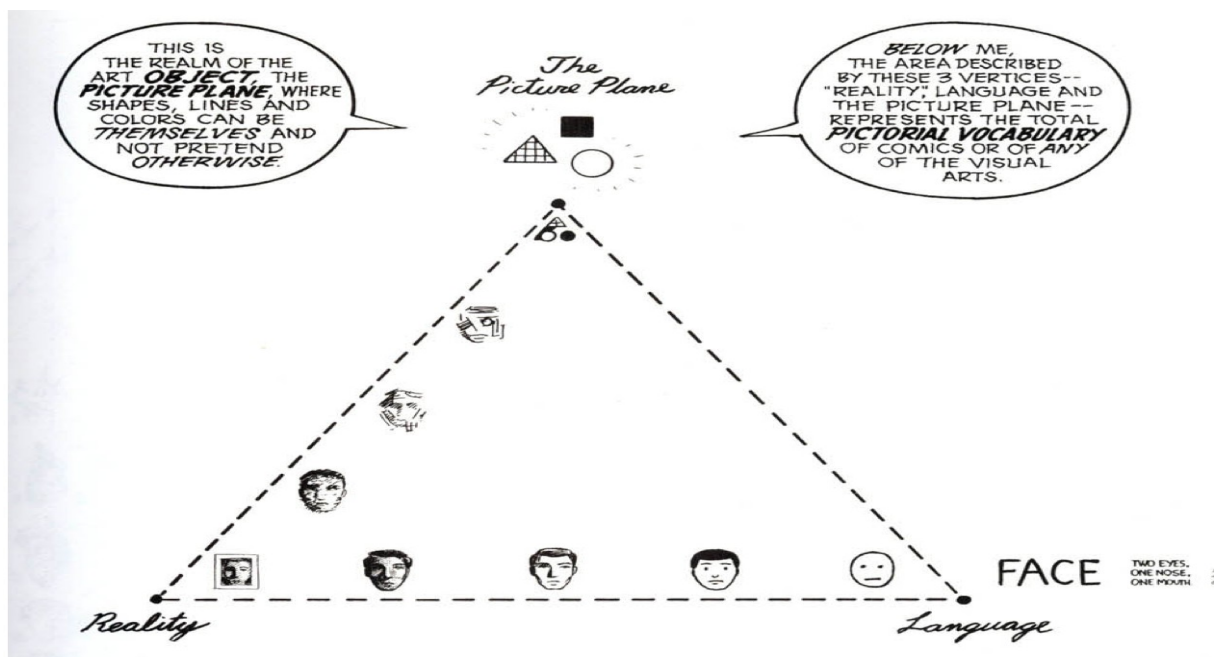 THIS IS
THE REALM OF THE
ART OBJECT, THE
PICTURE PLANE, WHERE
SHAPES, LINES AND
COLORS CAN BE
THEMSELVES AND
NOT PRETEND
OTHERWISE.
The
Picture Plane
BELOW ME,
THE AREA DESCRIBED
BY THESE 3 VERTICES--
"REALITY," LANGUAGE AND
THE PICTURE PLANE--
REPRESENTS THE TOTAL
PICTORIAL VOCABULARY
OF COMICS OR OF ANY
OF THE VISUAL
ARTS.
FACE
TWO EYES,
ONE NOSE,
ONE MOUTH.
Reality
Language